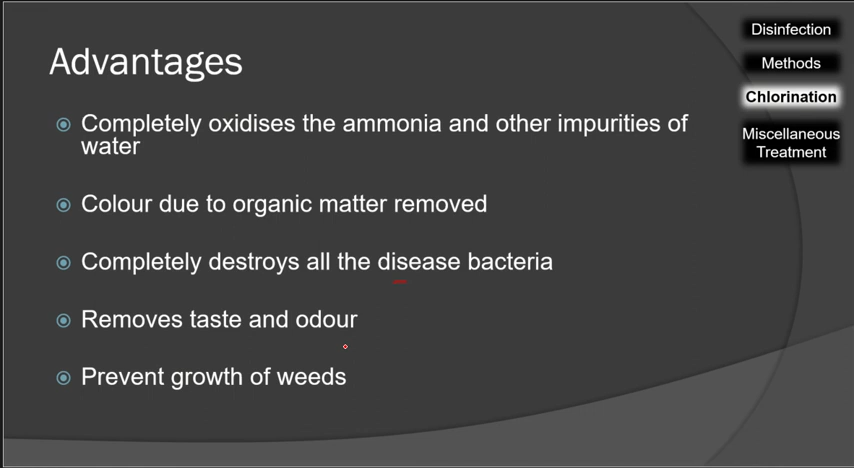 Advantages
Completely oxidises the ammonia and other impurities of
water
Colour due to organic matter removed
Completely destroys all the disease bacteria
Removes taste and odour
Prevent growth of weeds
Disinfection
Methods
Chlorination
Miscellaneous
Treatment